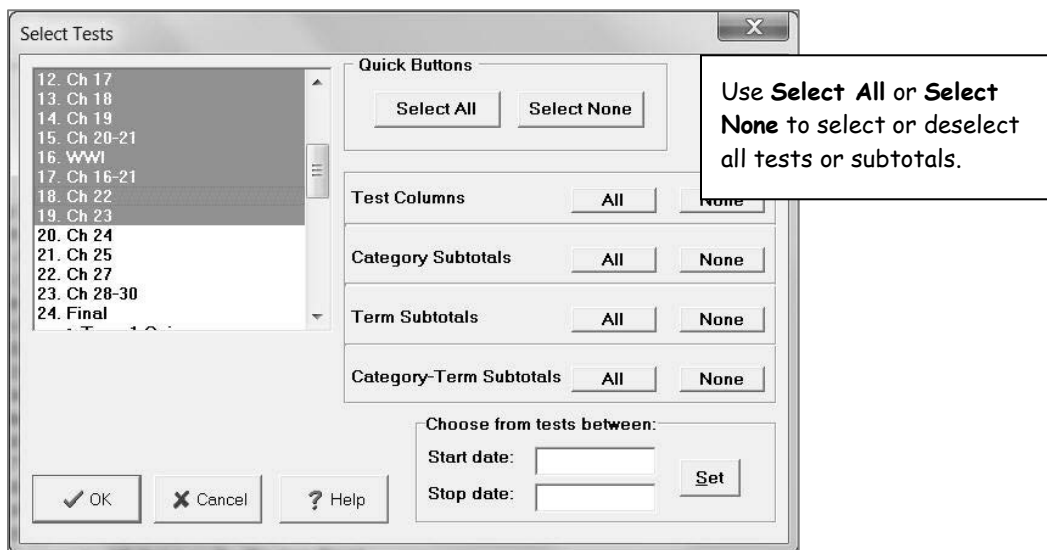 Select Tests
12. Ch 17
13. Ch 18
14. Ch 19
15. Ch 20-21
16. WWI
17. Ch 16-21
18. Ch 22
19. Ch 23
20. Ch 24
21. Ch 25
22. Ch 27
23. Ch 28-30
24. Final
Quick Buttons
Select All Select None
Use Select All or Select
None to select or deselect
all tests or subtotals.
Test Columns All None
Category Subtotals All None
Term Subtotals All None
Category-Term Subtotals All None
Choose from tests between:
Start date:
Stop date:
Set
OK Cancel ? Help